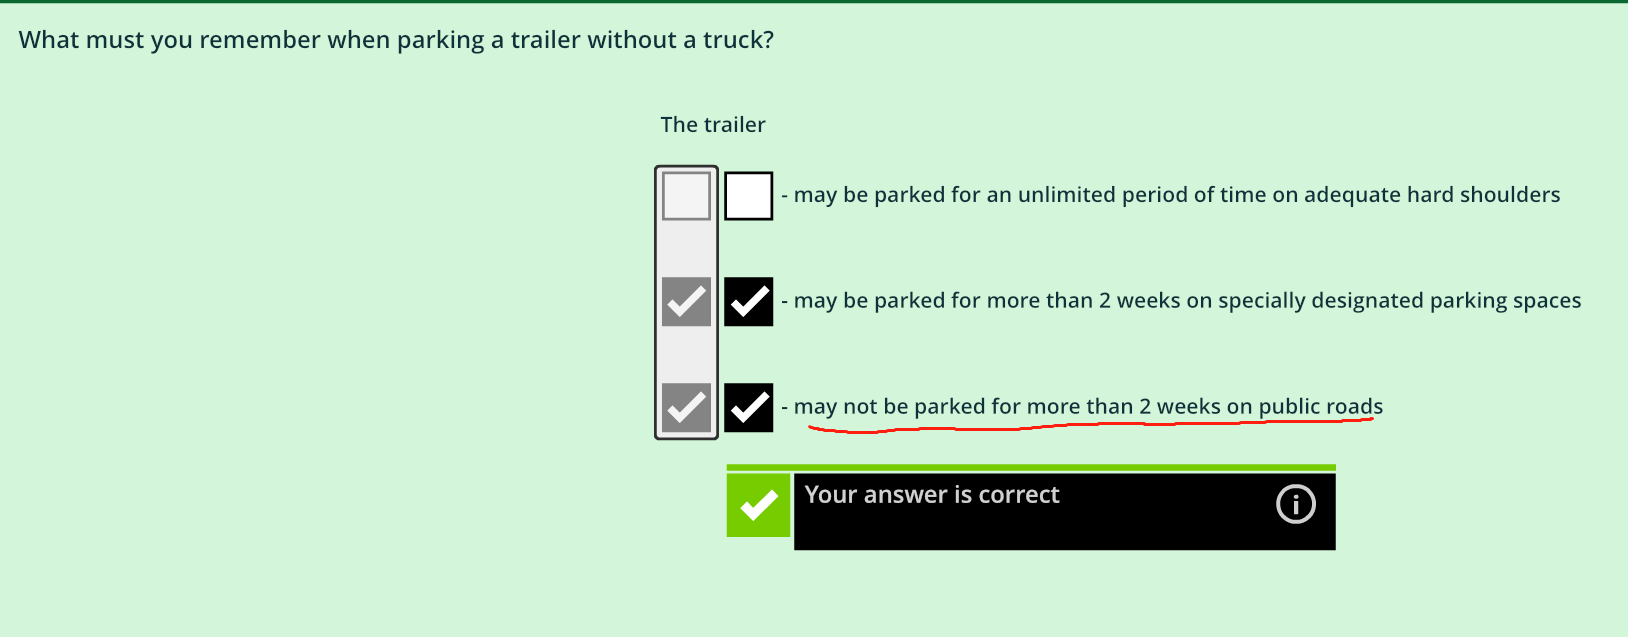 What must you remember when parking a trailer without a truck?
The trailer
- may be parked for an unlimited period of time on adequate hard shoulders
- may be parked for more than 2 weeks on specially designated parking spaces
- may not be parked for more than 2 weeks on public roads
Your answer is correct